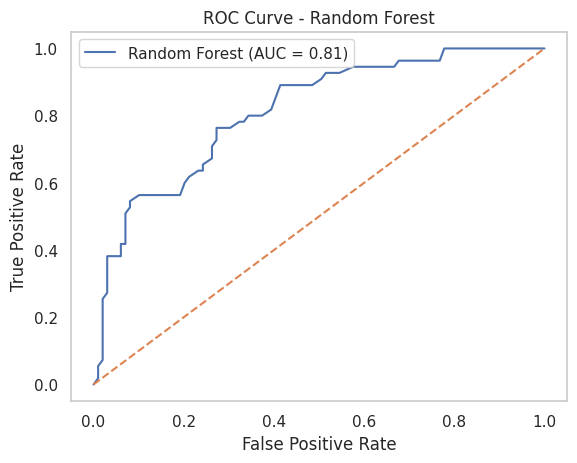 ROC Curve - Random Forest
Random Forest (AUC = 0.81)
True Positive Rate
1.0
0.8
0.6
0.4
0.2
0.0
0.0 0.2 0.4 0.6 0.8 1.0
False Positive Rate